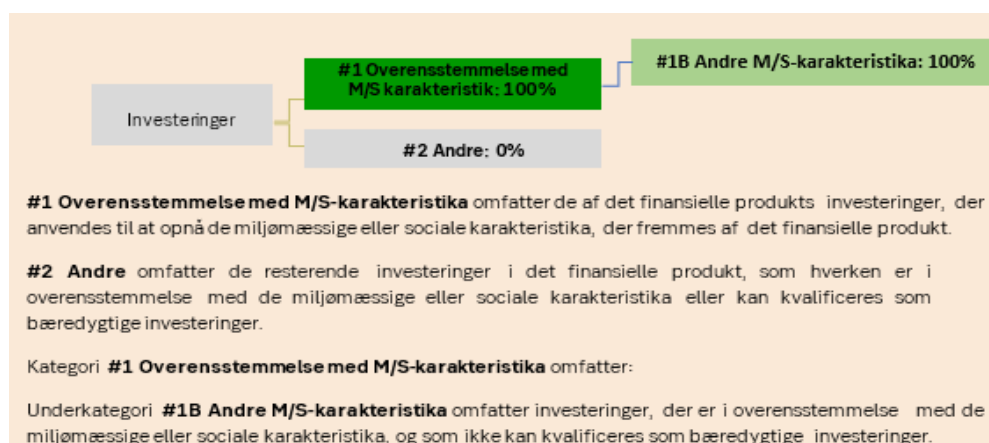 #1B Andre M/S-karakteristika: 100%
#1 Overensstemmelse med
M/S karakteristik: 100%
Investeringer
#2 Andre: 0%
#1 Overensstemmelse med M/S-karakteristika omfatter de af det finansielle produkts investeringer, der
anvendes til at opnå de miljømæssige eller sociale karakteristika, der fremmes af det finansielle produkt.
#2 Andre omfatter de resterende investeringer i det finansielle produkt, som hverken er i
overensstemmelse med de miljømæssige eller sociale karakteristika eller kan kvalificeres som
bæredygtige investeringer.
Kategori #1 Overensstemmelse med M/S-karakteristika omfatter:
Underkategori #1B Andre M/S-karakteristika omfatter investeringer, der er i overensstemmelse med de
miljømæssige eller sociale karakteristika, og som ikke kan kvalificeres som bæredygtige investeringer.